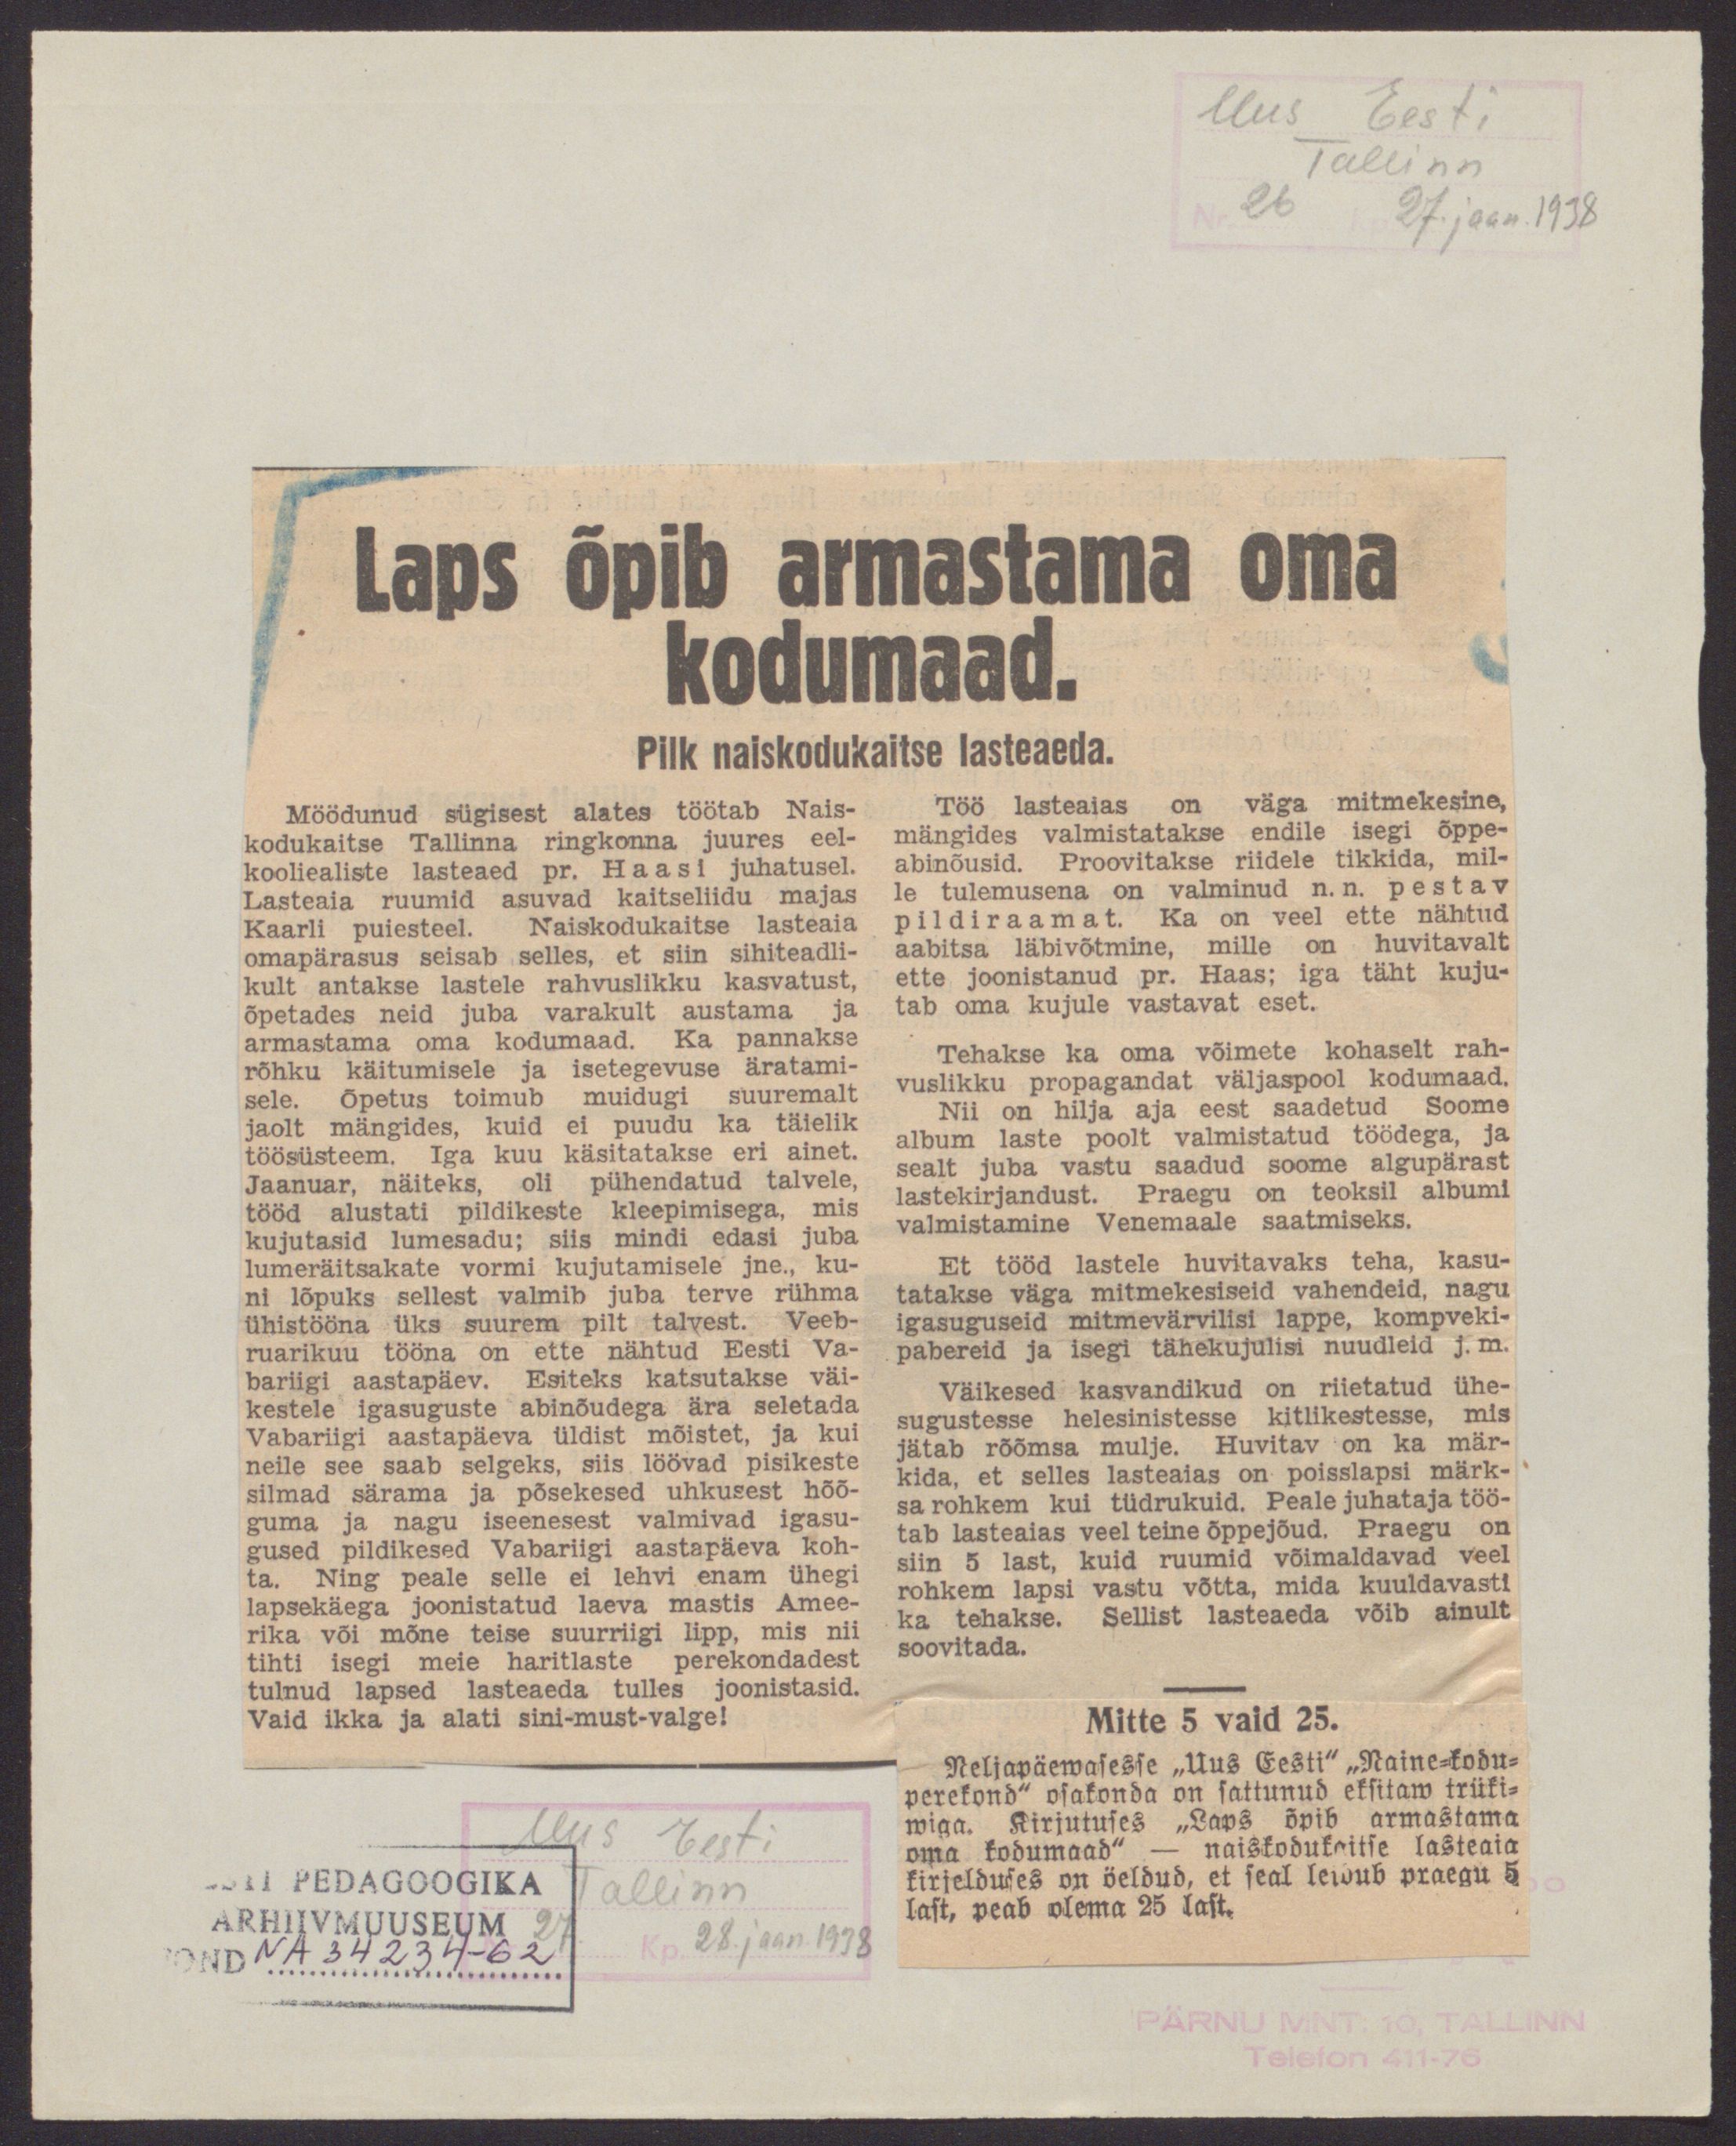 Uus Eesti
Tallinn
Nr. 26 Kp. 27. jaan. 1938
Laps õpib armastama oma
kodumaad.
Pilk naiskodukaitse lasteaeda.
Möödunud sügisest alates töötab Nais-
kodukaitse Tallinna ringkonna juures eel-
kooliealiste lasteaed pr. Haasi juhatusel.
Lasteaia ruumid asuvad kaitseliidu majas
Kaarli puiesteel. Naiskodukaitse lasteaia
omapärasus seisab selles, et siin sihiteadli-
kult antakse lastele rahvuslikku kasvatust,
õpetades neid juba varakult austama ja
armastama oma kodumaad. Ka pannakse
rõhku käitumisele ja isetegevuse äratami-
sele. Õpetus toimub muidugi suuremalt
jaolt mängides, kuid ei puudu ka täielik
töösüsteem. Iga kuu käsitatakse eri ainet.
Jaanuar, näiteks, oli pühendatud talvele,
tööd alustati pildikeste kleepimisega, mis
kujutasid lumesadu; siis mindi edasi juba
lumeräitsakate vormi kujutamisele jne., ku-
ni lõpuks sellest valmib juba terve rühma
ühistööna üks suurem pilt talvest. Veeb-
ruarikuu tööna on ette nähtud Eesti Va-
bariigi aastapäev. Esiteks katsutakse väi-
kestele igasuguste abinõudega ära seletada
Vabariigi aastapäeva üldist mõistet, ja kui
neile see saab selgeks, siis löövad pisikeste
silmad särama ja põsekesed uhkusest hõõ-
guma ja nagu iseenesest valmivad igasu-
gused pildikesed Vabariigi aastapäeva koh-
ta. Ning peale selle ei lehvi enam ühegi
lapsekäega joonistatud laeva mastis Amee-
rika või mõne teise suurriigi lipp, mis nii
tihti isegi meie haritlaste perekondadest
tulnud lapsed lasteaeda tulles joonistasid.
Vaid ikka ja alati sini-must-valge!
Töö lasteaias on väga mitmekesine,
mängides valmistatakse endile isegi õppe-
abinõusid. Proovitakse riidele tikkida, mil-
le tulemusena on valminud n. n. pestav
pildiraamat. Ka on veel ette nähtud
aabitsa läbivõtmine, mille on huvitavalt
ette joonistanud pr. Haas; iga täht kuju-
tab oma kujule vastavat eset.
Tehakse ka oma võimete kohaselt rah-
vuslikku propagandat väljaspool kodumaad.
Nii on hilja aja eest saadetud Soome
album laste poolt valmistatud töödega, ja
sealt juba vastu saadud soome algupärast
lastekirjandust. Praegu on teoksil albumi
valmistamine Venemaale saatmiseks.
Et tööd lastele huvitavaks teha, kasu-
tatakse väga mitmekesiseid vahendeid, nagu
igasuguseid mitmevärvilisi lappe, kompveki-
pabereid ja isegi tähekujulisi nuudleid j. m.
Väikesed kasvandikud on riietatud ühe-
sugustesse helesinistesse kitlikestesse, mis
jätab rõõmsa mulje. Huvitav on ka mär-
kida, et selles lasteaias on poisslapsi märk-
sa rohkem kui tüdrukuid. Peale juhataja töö-
tab lasteaias veel teine õppejõud. Praegu on
siin 5 last, kuid ruumid võimaldavad veel
rohkem lapsi vastu võtta, mida kuuldavasti
ka tehakse. Sellist lasteaeda võib ainult
soovitada.
Mitte 5 vaid 25.
Neljapäewasesse „Uus Eesti“ „Naine-kodu-
perekond“ osakonda on sattunud eksitaw trüki-
wiga. Kirjutuses „Laps õpib armastama
oma kodumaad“ — naiskodukaitse lasteaia
kirjelduses on öeldud, et seal leidub praegu 5
last, peab olema 25 last.
Uus Eesti
Tallinn
27 Kp. 28. jaan. 1938
PEDAGOOGIKA
ARHIIVMUUSEUM
OND NA 34234-62
PÄRNU MNT. 10, TALLINN
Telefon 411-76